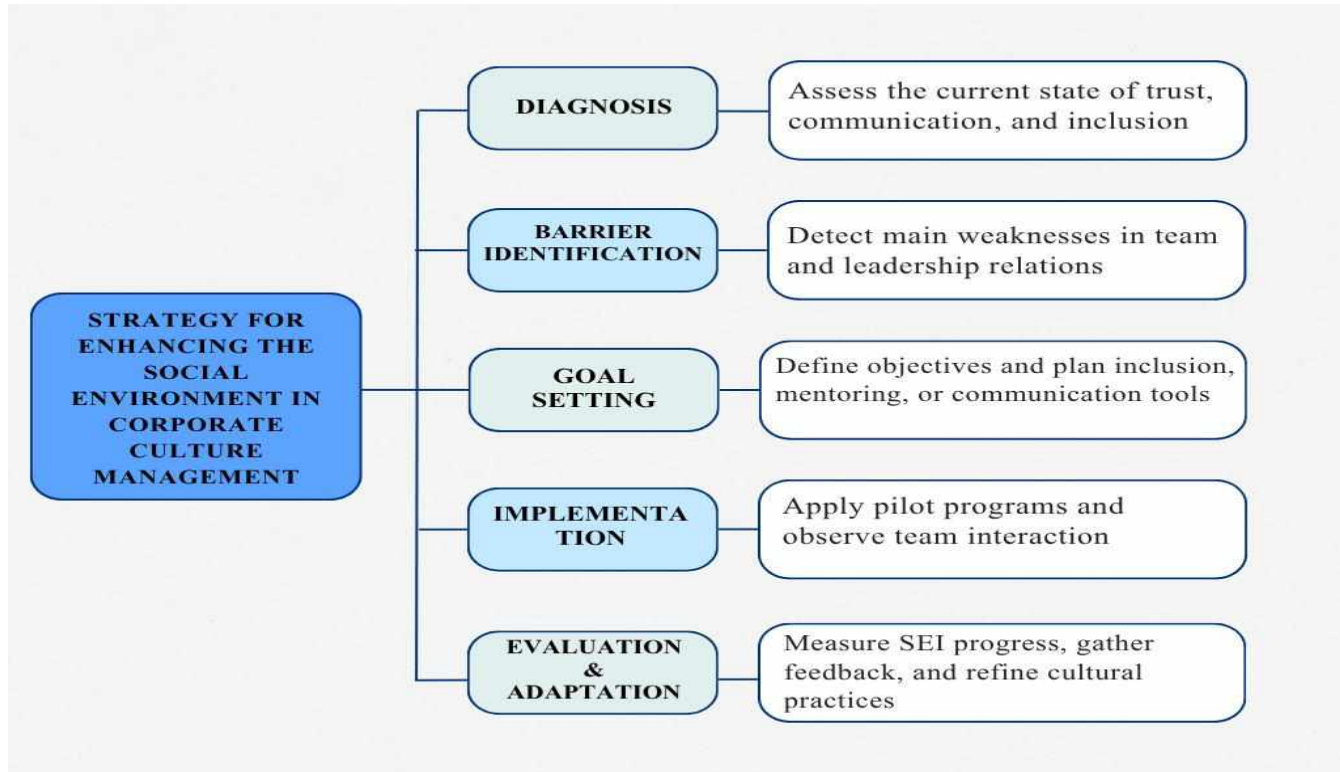 STRATEGY FOR
ENHANCING THE
SOCIAL
ENVIRONMENT IN
CORPORATE
CULTURE
MANAGEMENT
DIAGNOSIS
Assess the current state of trust,
communication, and inclusion
BARRIER
IDENTIFICATION
Detect main weaknesses in team
and leadership relations
GOAL
SETTING
Define objectives and plan inclusion,
mentoring, or communication tools
IMPLEMENTA
TION
Apply pilot programs and
observe team interaction
EVALUATION
&
ADAPTATION
Measure SEI progress, gather
feedback, and refine cultural
practices